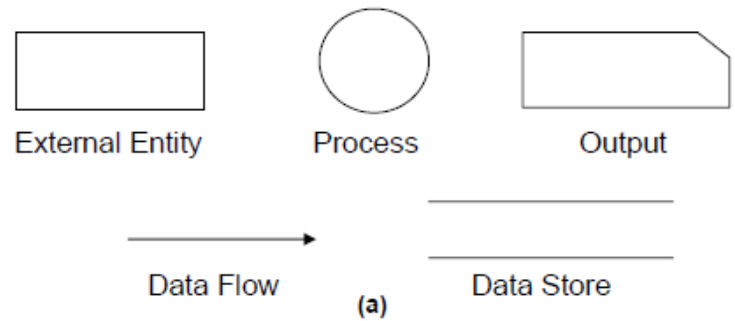 External Entity
Process
Output
Data Flow
Data Store
(a)